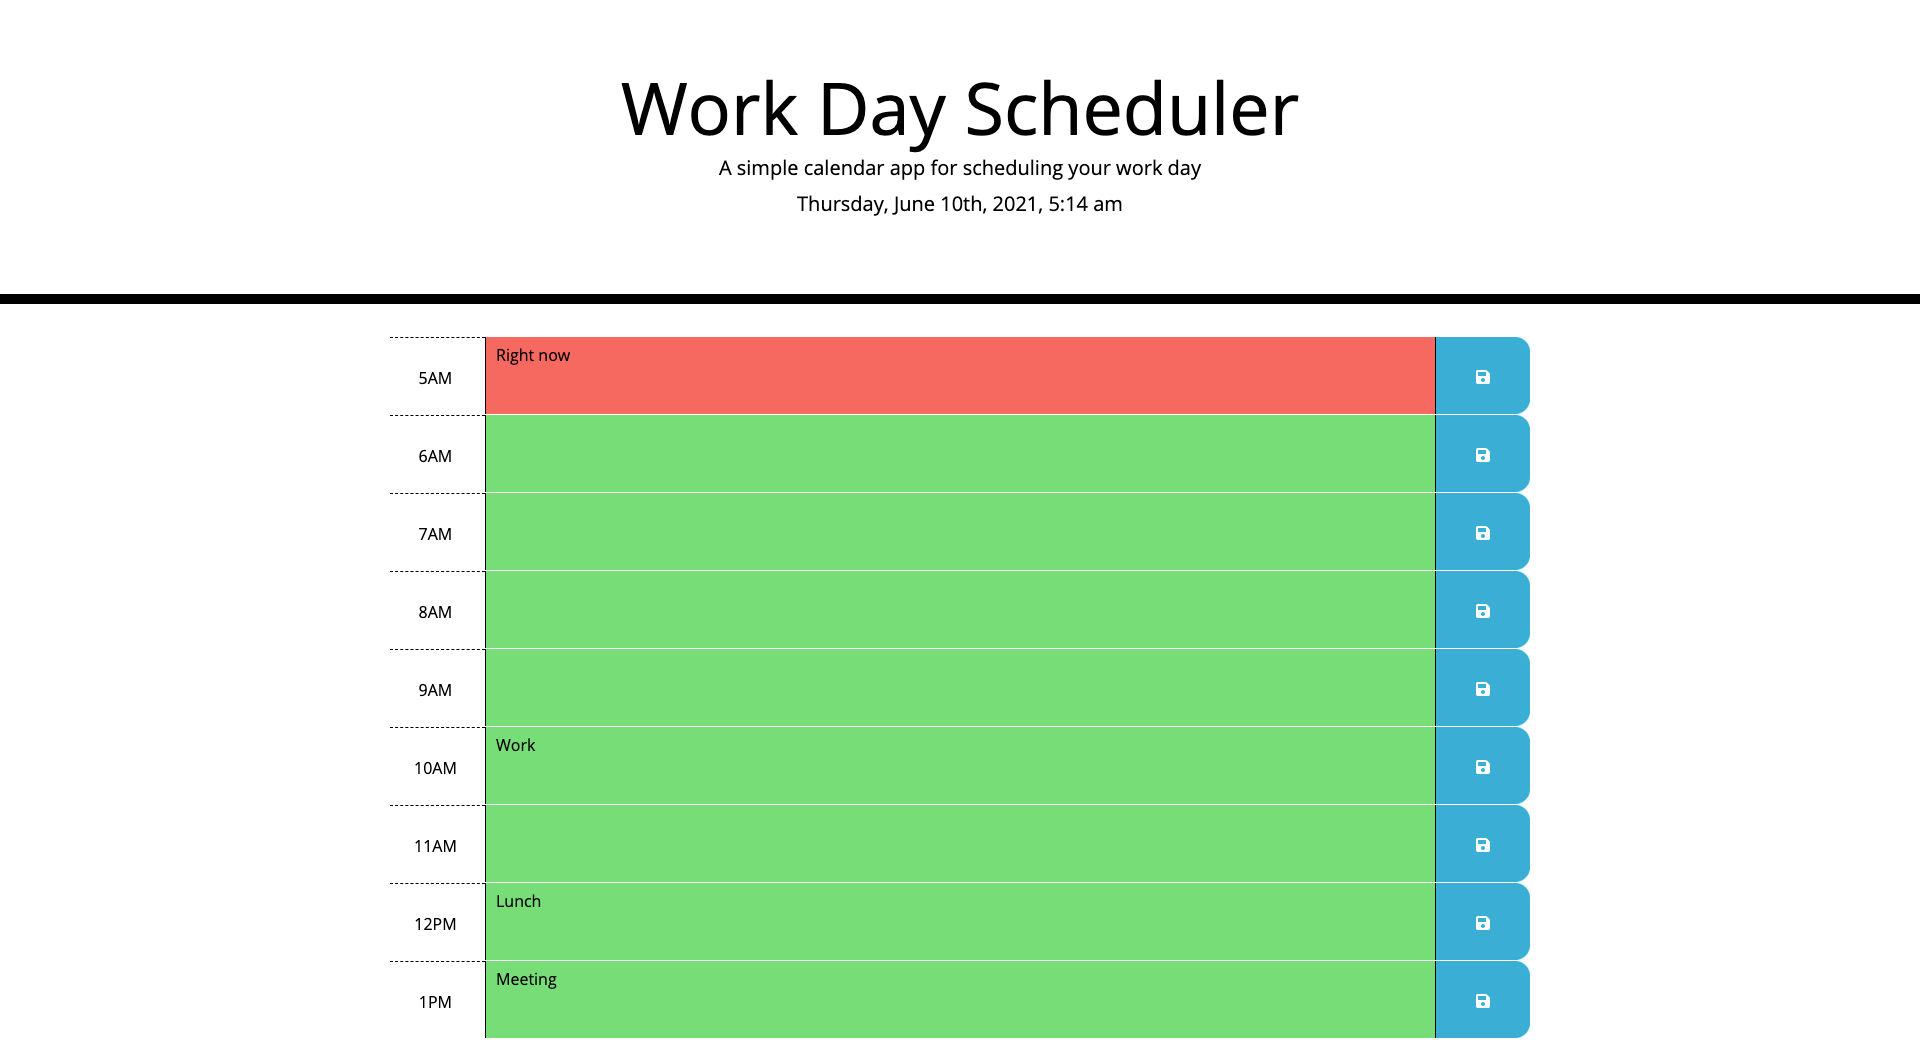 Work Day Scheduler
A simple calendar app for scheduling your work day
Thursday, June 10th, 2021, 5:14 am
5AM Right now
6AM
7AM
8AM
9AM
10AM Work
11AM
12PM Lunch
1PM Meeting